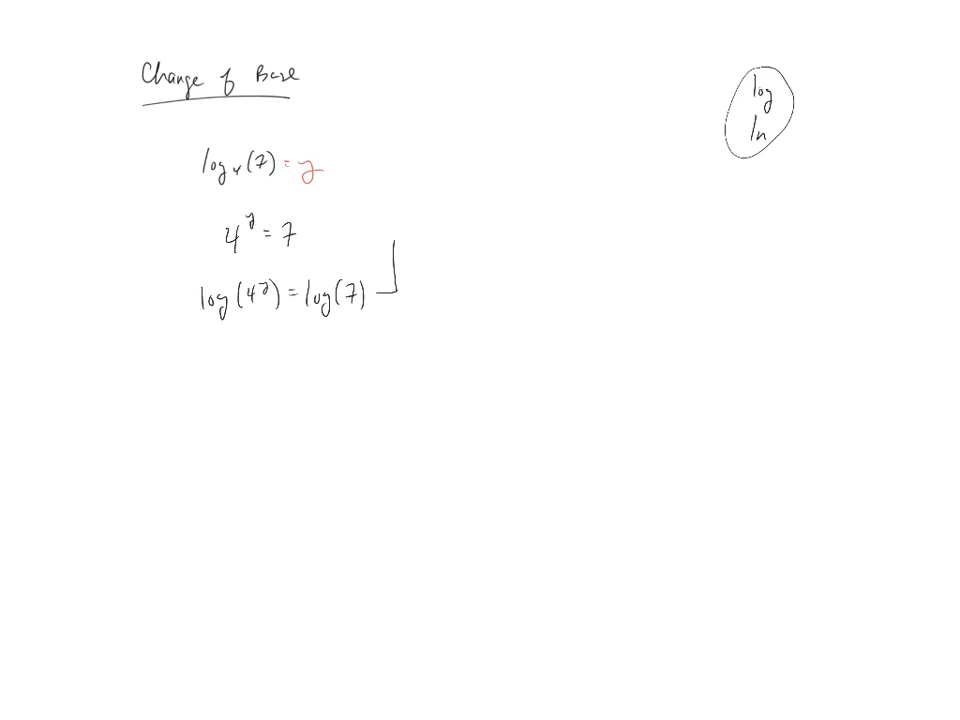 Change of Base
log
ln
log₄(7) = y
4^y = 7
log(4^y) = log(7)